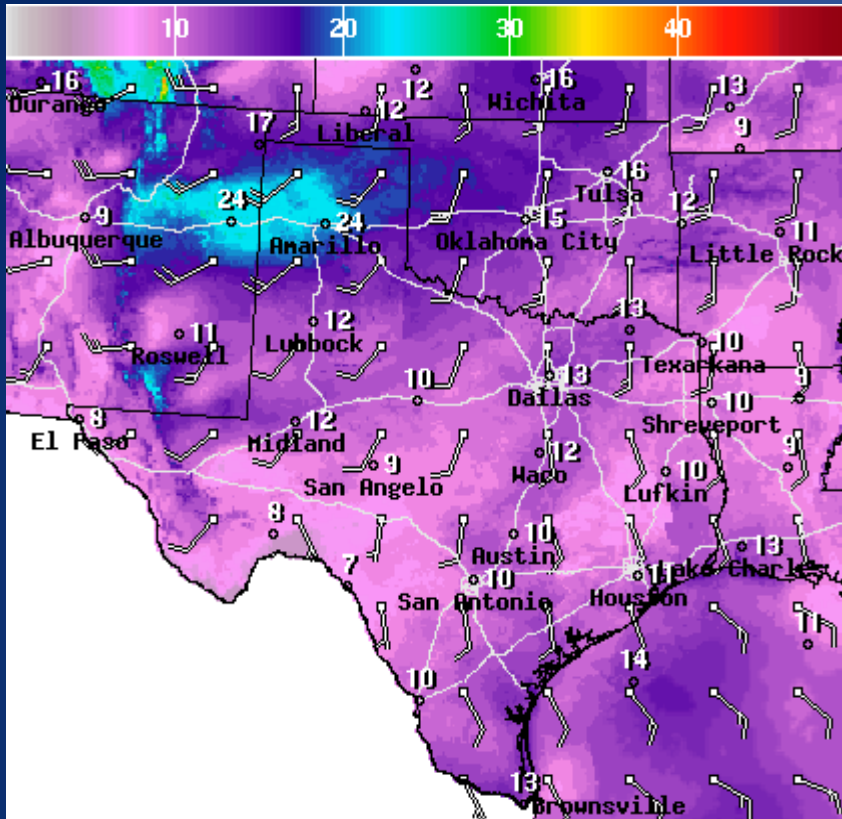 10 20 30 40
16 12 16 13
Durango Wichita
12
Liberal
17 9
24 16
Tulsa
9 24 15 12 11
Albuquerque Amarillo Oklahoma City Little Rock
11 12 13 10
Roswell Lubbock Texarkana
10 13 9
Dallas
8 12 10
El Paso Midland Shreveport
9 12 10 9
San Angelo Waco Lufkin
8 10 13
Austin Lake Charles
7 10 11
San Antonio Houston
14 11
10
13
Brownsville